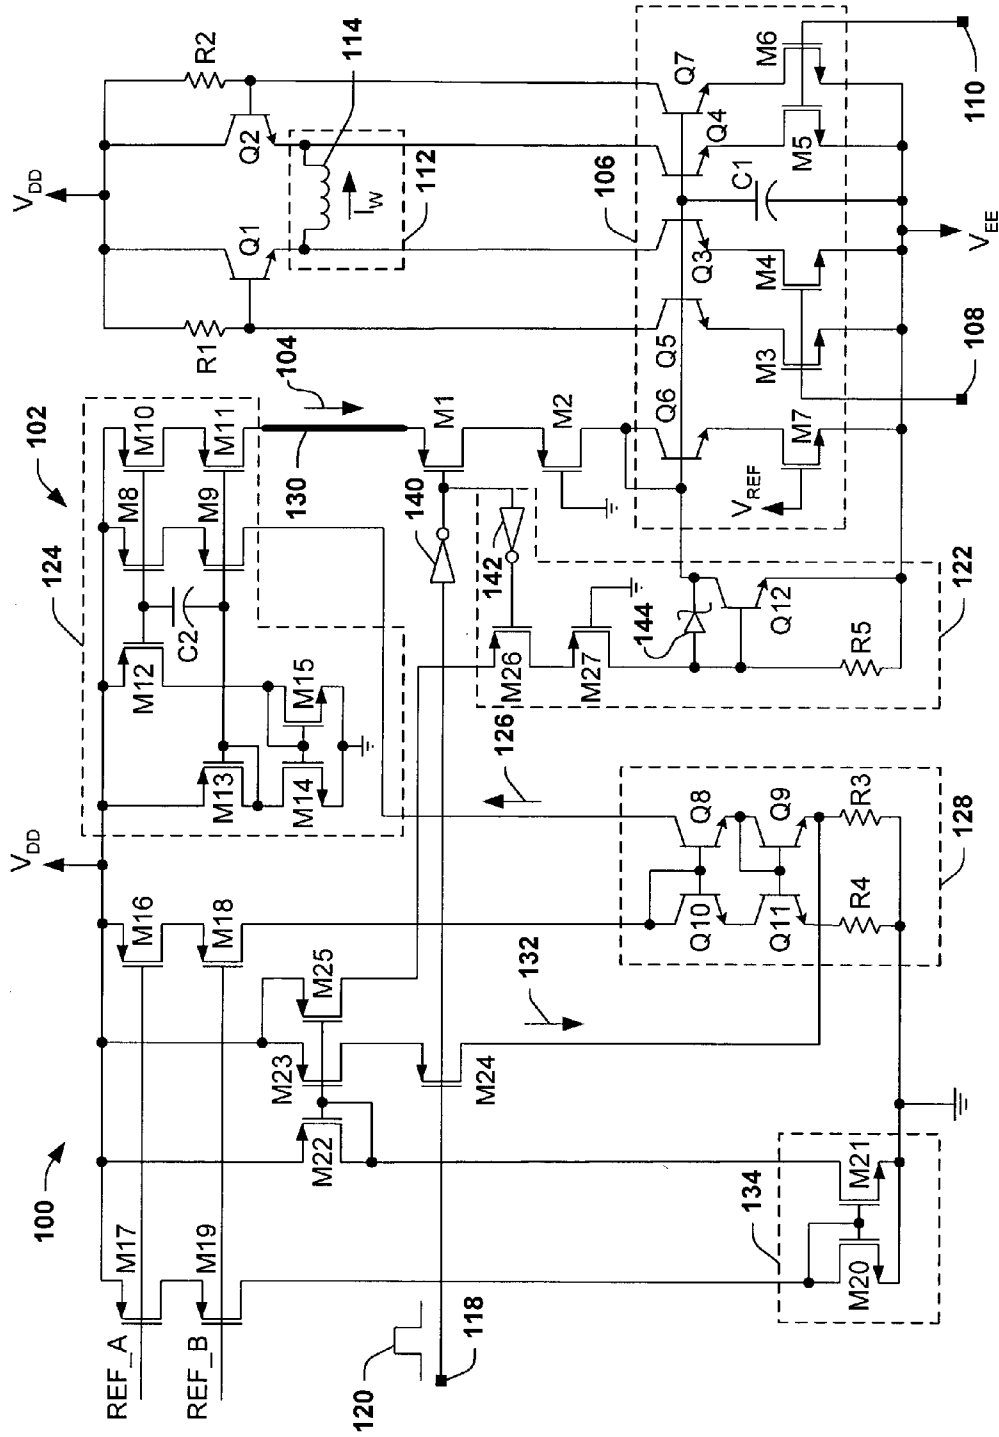 V_DD
R2
114
Q2
112
I_W
Q1
R1
104
102
M10
M11
130
124
M8
M9
C2
M12
M15
M13
M14
V_DD
M16
M18
M25
M23
M22
M24
100
M17
M19
REF_A
REF_B
120
118
140
142
M1
M2
M26
M27
126
132
144
Q12
R5
122
106
Q7
Q4
Q3
Q5
Q6
M6
M5
C1
M4
M3
M7
V_REF
V_EE
110
108
Q8
Q9
Q10
Q11
R3
R4
128
134
M21
M20